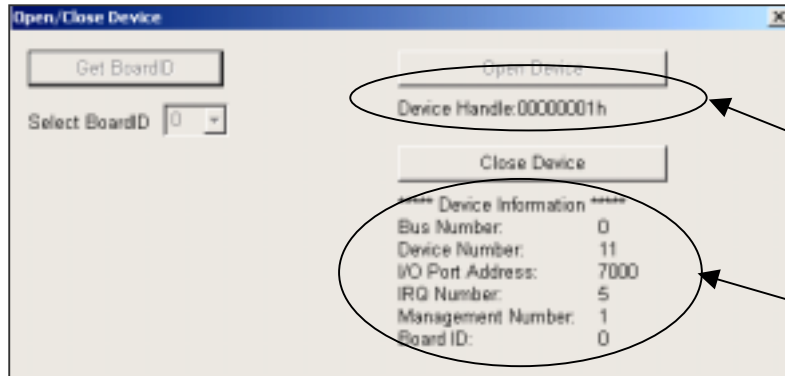 Open/Close Device
Get BoardID
Select BoardID 0
Open Device
Device Handle:00000001h
Close Device
***** Device Information *****
Bus Number: 0
Device Number: 11
I/O Port Address: 7000
IRQ Number: 5
Management Number: 1
Board ID: 0